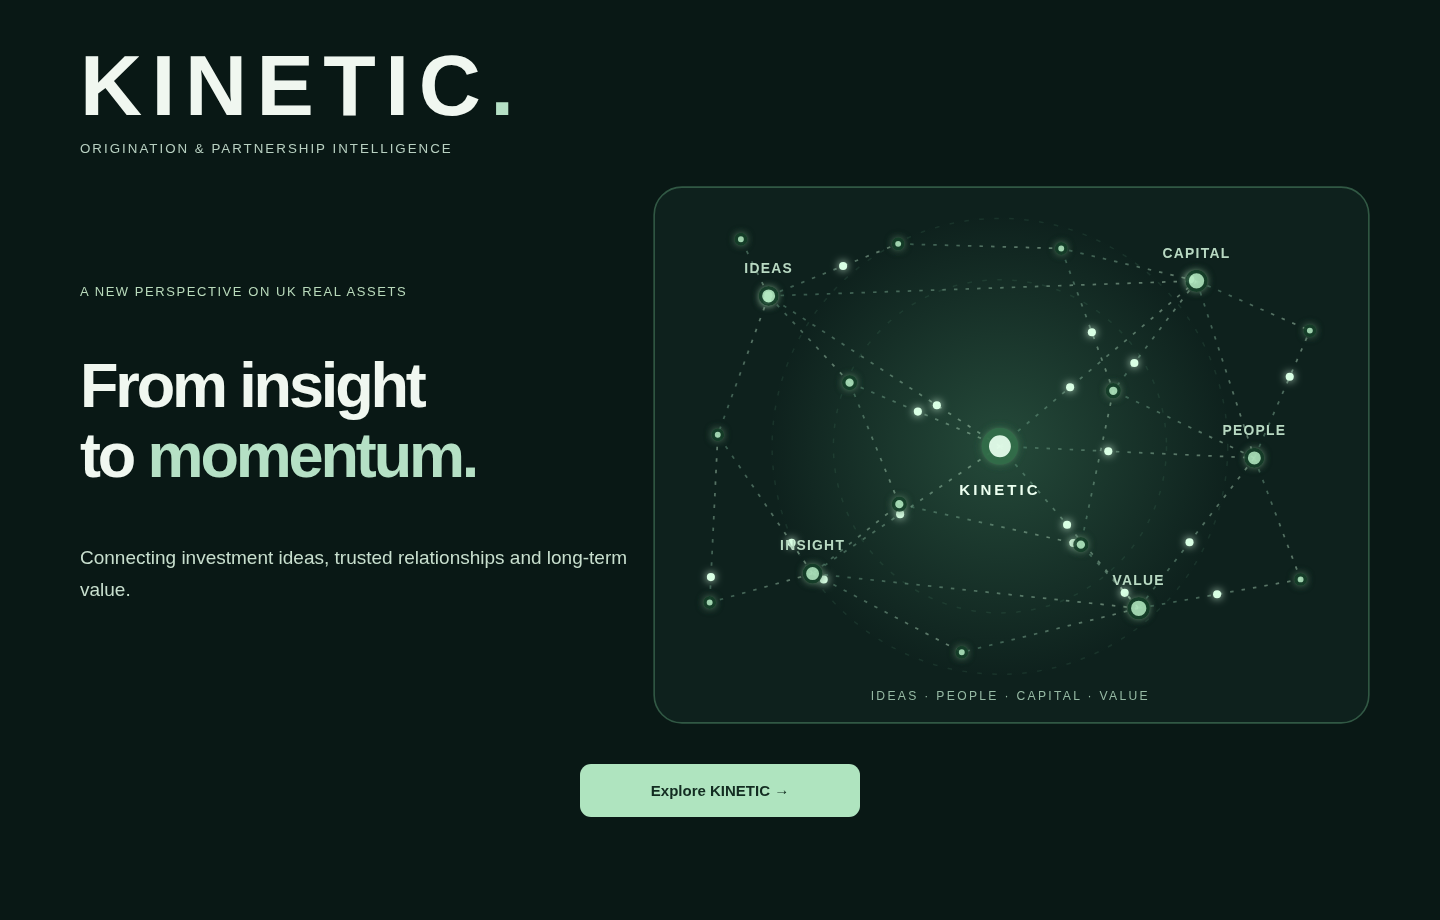 KINETIC.
ORIGINATION & PARTNERSHIP INTELLIGENCE
A NEW PERSPECTIVE ON UK REAL ASSETS
From insight
to momentum.
Connecting investment ideas, trusted relationships and long-term
value.
CAPITAL
IDEAS
PEOPLE
KINETIC
INSIGHT
VALUE
IDEAS · PEOPLE · CAPITAL · VALUE
Explore KINETIC →